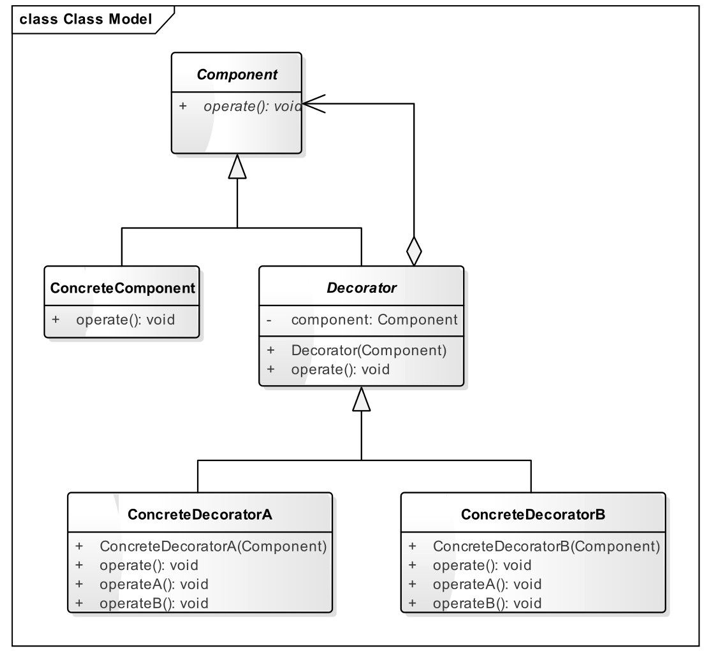 class Class Model
Component
+ operate(): void
ConcreteComponent
+ operate(): void
Decorator
- component: Component
+ Decorator(Component)
+ operate(): void
ConcreteDecoratorA
+ ConcreteDecoratorA(Component)
+ operate(): void
+ operateA(): void
+ operateB(): void
ConcreteDecoratorB
+ ConcreteDecoratorB(Component)
+ operate(): void
+ operateA(): void
+ operateB(): void